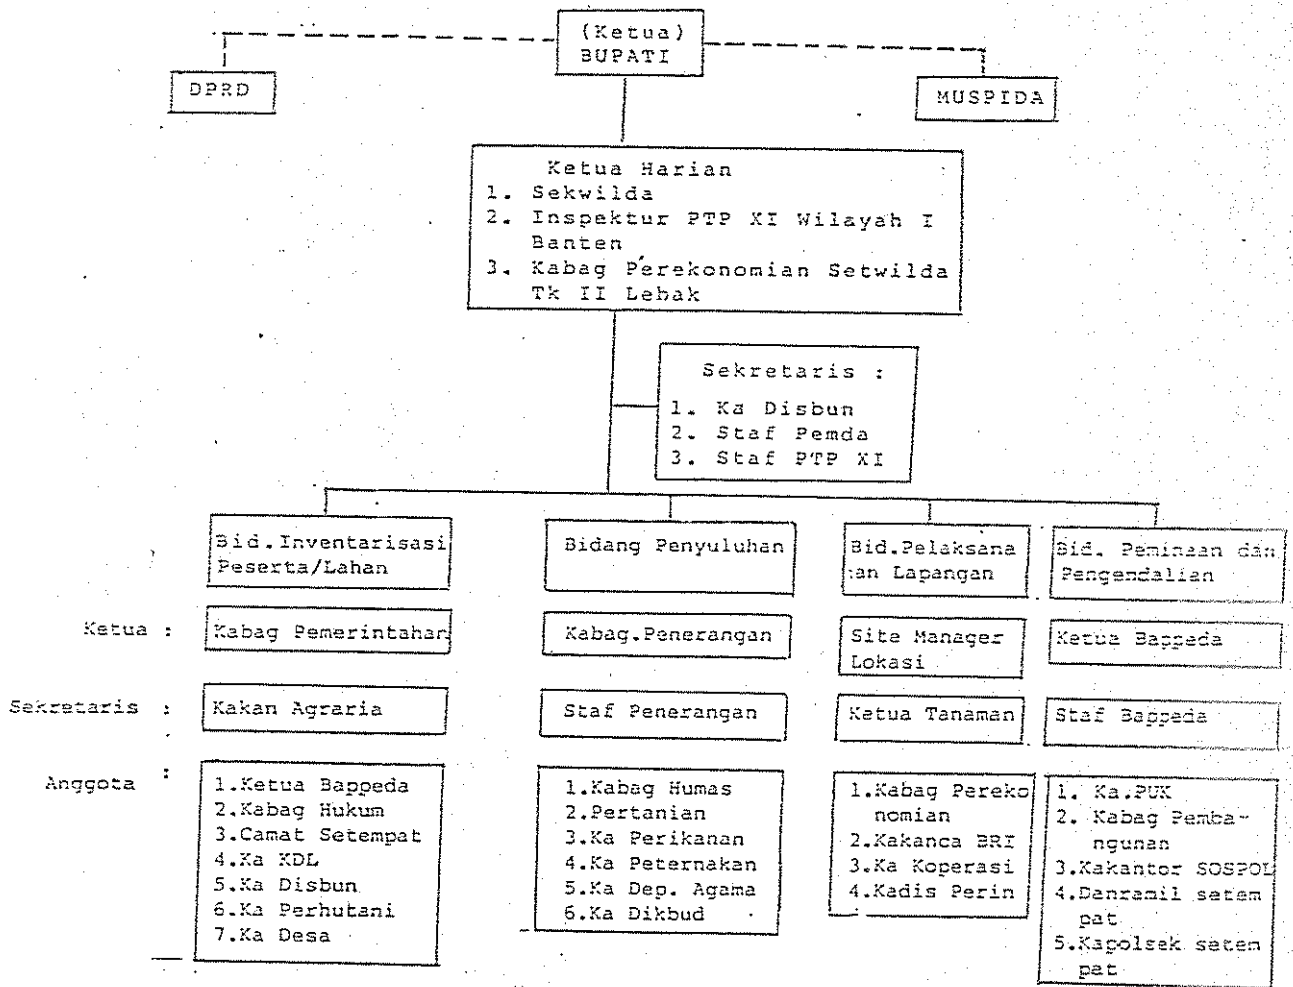 (Ketua)
BUPATI
DPRD
MUSPIDA
Ketua Harian
1. Sekwilda
2. Inspektur PTP XI Wilayah I
Banten
3. Kabag Perekonomian Setwilda
Tk II Lebak
Sekretaris :
1. Ka Disbun
2. Staf Pemda
3. Staf PTP XI
Bid.Inventarisasi
Peserta/Lahan
Bidang Penyuluhan
Bid.Pelaksana
an Lapangan
Bid. Peminaan dan
Pengendalian
Ketua :
Kabag Pemerintahan
Kabag.Penerangan
Site Manager
Lokasi
Ketua Bappeda
Sekretaris :
Kakan Agraria
Staf Penerangan
Ketua Tanaman
Staf Bappeda
Anggota :
1.Ketua Bappeda
2.Kabag Hukum
3.Camat Setempat
4.Ka KDL
5.Ka Disbun
6.Ka Perhutani
7.Ka Desa
1.Kabag Humas
2.Pertanian
3.Ka Perikanan
4.Ka Peternakan
5.Ka Dep. Agama
6.Ka Dikbud
1.Kabag Pereko
nomian
2.Kakanca BRI
3.Ka Koperasi
4.Kadis Perin
1. Ka.PUK
2. Kabag Pemba-
ngunan
3.Kakantor SOSPOL
4.Danramil setem
pat
5.Kapolsek setem
pat